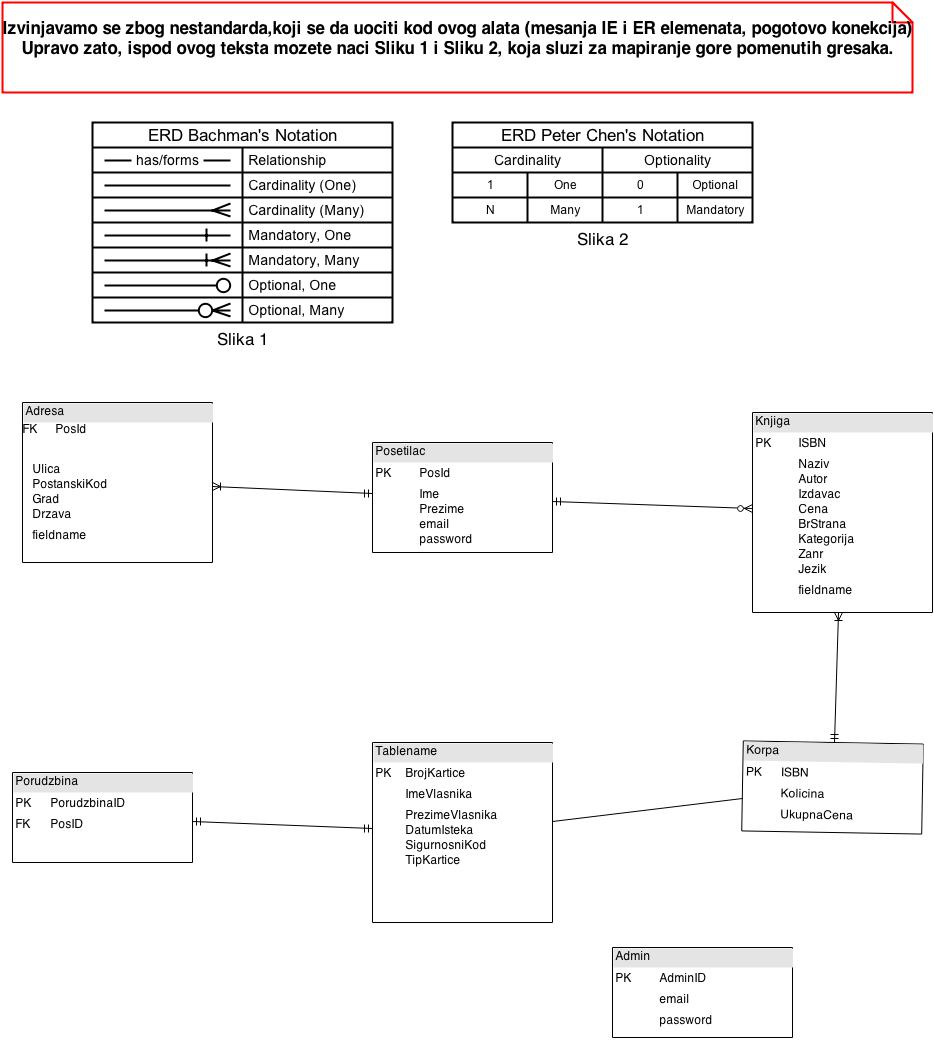 Izvinjavamo se zbog nestandarda,koji se da uociti kod ovog alata (mesanja IE i ER elemenata, pogotovo konekcija)
Upravo zato, ispod ovog teksta mozete naci Sliku 1 i Sliku 2, koja sluzi za mapiranje gore pomenutih gresaka.
ERD Bachman's Notation
has/forms Relationship
Cardinality (One)
Cardinality (Many)
Mandatory, One
Mandatory, Many
Optional, One
Optional, Many
Slika 1
ERD Peter Chen's Notation
Cardinality Optionality
1 One 0 Optional
N Many 1 Mandatory
Slika 2
Adresa
FK PosId
Ulica
PostanskiKod
Grad
Drzava
fieldname
Posetilac
PK PosId
Ime
Prezime
email
password
Knjiga
PK ISBN
Naziv
Autor
Izdavac
Cena
BrStrana
Kategorija
Zanr
Jezik
fieldname
Porudzbina
PK PorudzbinaID
FK PosID
Tablename
PK BrojKartice
ImeVlasnika
PrezimeVlasnika
DatumIsteka
SigurnosniKod
TipKartice
Korpa
PK ISBN
Kolicina
UkupnaCena
Admin
PK AdminID
email
password